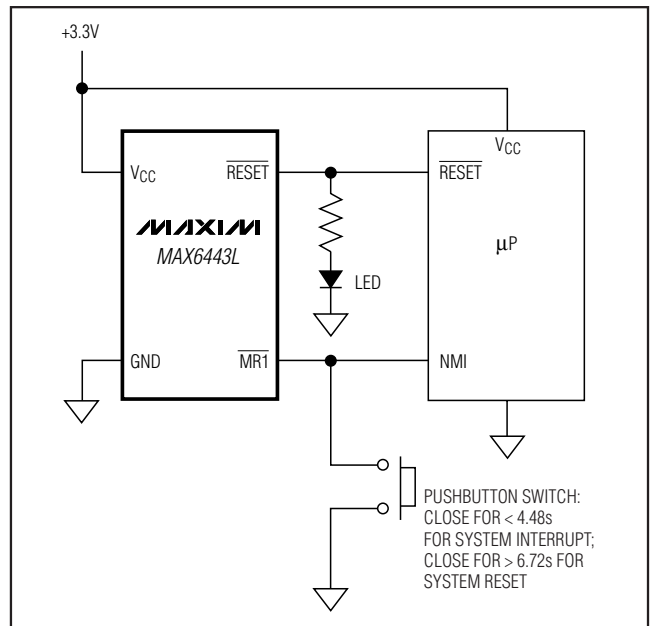 +3.3V
VCC
RESET
MAXIM
MAX6443L
GND
MR1
LED
VCC
RESET
µP
NMI
PUSHBUTTON SWITCH:
CLOSE FOR < 4.48s
FOR SYSTEM INTERRUPT;
CLOSE FOR > 6.72s FOR
SYSTEM RESET